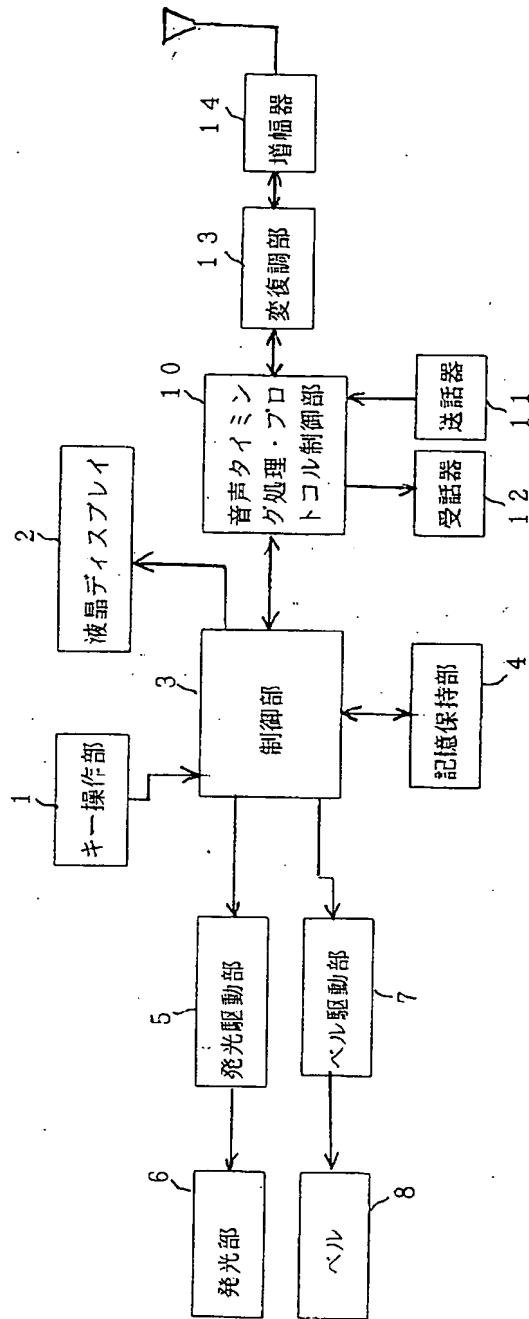 14
増幅器
13
変復調部
10
音声タイミン
グ処理・プロ
トコル制御部
送話器
11
受話器
12
2
液晶ディスプレイ
3
制御部
1
キー操作部
記憶保持部
4
5
発光駆動部
ベル駆動部
7
6
発光部
ベル
8